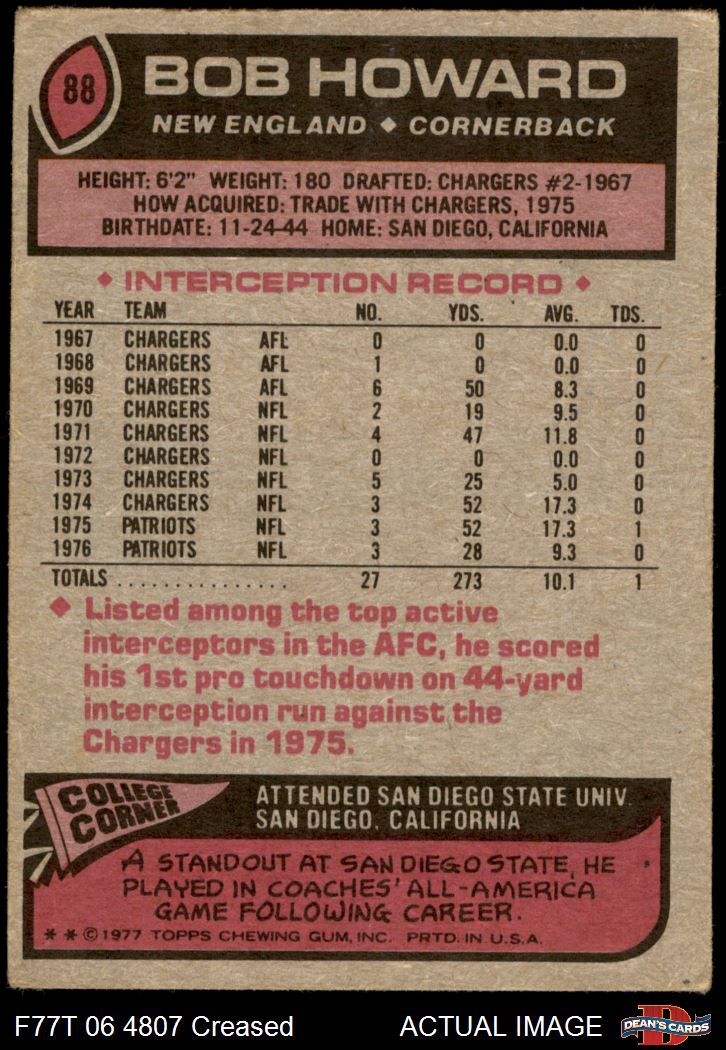 88
BOB HOWARD
NEW ENGLAND ◆ CORNERBACK
HEIGHT: 6'2" WEIGHT: 180 DRAFTED: CHARGERS #2-1967
HOW ACQUIRED: TRADE WITH CHARGERS, 1975
BIRTHDATE: 11-24-44 HOME: SAN DIEGO, CALIFORNIA
◆ INTERCEPTION RECORD ◆
YEAR TEAM NO. YDS. AVG. TDS.
1967 CHARGERS AFL 0 0 0.0 0
1968 CHARGERS AFL 1 0 0.0 0
1969 CHARGERS AFL 6 50 8.3 0
1970 CHARGERS NFL 2 19 9.5 0
1971 CHARGERS NFL 4 47 11.8 0
1972 CHARGERS NFL 0 0 0.0 0
1973 CHARGERS NFL 5 25 5.0 0
1974 CHARGERS NFL 3 52 17.3 0
1975 PATRIOTS NFL 3 52 17.3 1
1976 PATRIOTS NFL 3 28 9.3 0
TOTALS ................ 27 273 10.1 1
◆ Listed among the top active
interceptors in the AFC, he scored
his 1st pro touchdown on 44-yard
interception run against the
Chargers in 1975.
COLLEGE
CORNER
ATTENDED SAN DIEGO STATE UNIV.
SAN DIEGO, CALIFORNIA
A STANDOUT AT SAN DIEGO STATE, HE
PLAYED IN COACHES' ALL-AMERICA
GAME FOLLOWING CAREER.
** © 1977 TOPPS CHEWING GUM, INC. PRTD. IN U.S.A.
F77T 06 4807 Creased ACTUAL IMAGE
D
DEAN'S CARDS